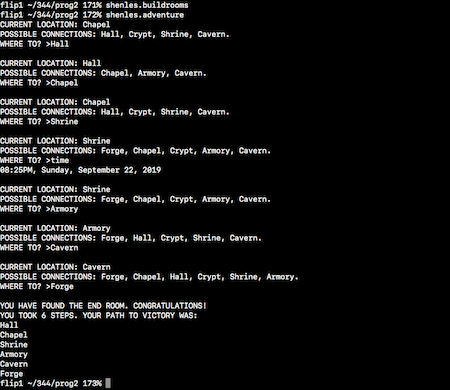 flip1 ~/344/prog2 171% shenles.buildrooms
flip1 ~/344/prog2 172% shenles.adventure
CURRENT LOCATION: Chapel
POSSIBLE CONNECTIONS: Hall, Crypt, Shrine, Cavern.
WHERE TO? >Hall

CURRENT LOCATION: Hall
POSSIBLE CONNECTIONS: Chapel, Armory, Cavern.
WHERE TO? >Chapel

CURRENT LOCATION: Chapel
POSSIBLE CONNECTIONS: Hall, Crypt, Shrine, Cavern.
WHERE TO? >Shrine

CURRENT LOCATION: Shrine
POSSIBLE CONNECTIONS: Forge, Chapel, Crypt, Armory, Cavern.
WHERE TO? >time
08:25PM, Sunday, September 22, 2019

CURRENT LOCATION: Shrine
POSSIBLE CONNECTIONS: Forge, Chapel, Crypt, Armory, Cavern.
WHERE TO? >Armory

CURRENT LOCATION: Armory
POSSIBLE CONNECTIONS: Forge, Hall, Crypt, Shrine, Cavern.
WHERE TO? >Cavern

CURRENT LOCATION: Cavern
POSSIBLE CONNECTIONS: Forge, Chapel, Hall, Crypt, Shrine, Armory.
WHERE TO? >Forge

YOU HAVE FOUND THE END ROOM. CONGRATULATIONS!
YOU TOOK 6 STEPS. YOUR PATH TO VICTORY WAS:
Hall
Chapel
Shrine
Armory
Cavern
Forge
flip1 ~/344/prog2 173%